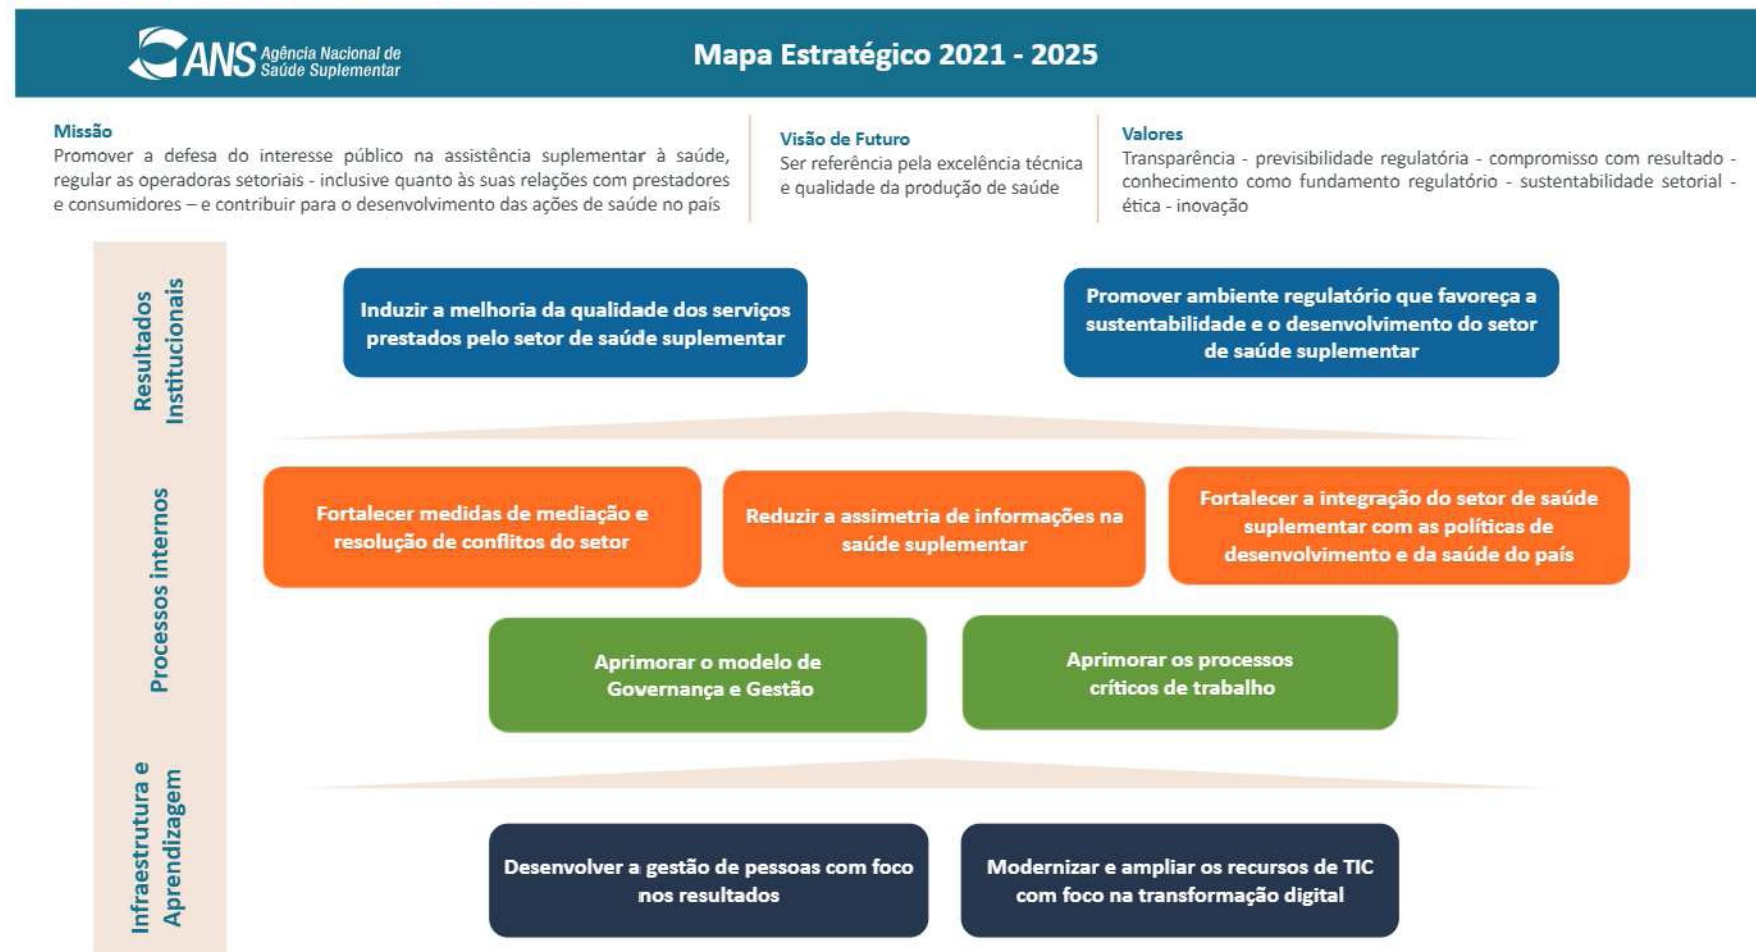 ANS Agência Nacional de
Saúde Suplementar
Mapa Estratégico 2021 - 2025
Missão
Promover a defesa do interesse público na assistência suplementar à saúde,
regular as operadoras setoriais - inclusive quanto às suas relações com prestadores
e consumidores – e contribuir para o desenvolvimento das ações de saúde no país
Visão de Futuro
Ser referência pela excelência técnica
e qualidade da produção de saúde
Valores
Transparência - previsibilidade regulatória - compromisso com resultado -
conhecimento como fundamento regulatório - sustentabilidade setorial -
ética - inovação
Resultados
Institucionais
Induzir a melhoria da qualidade dos serviços
prestados pelo setor de saúde suplementar
Promover ambiente regulatório que favoreça a
sustentabilidade e o desenvolvimento do setor
de saúde suplementar
Processos internos
Fortalecer medidas de mediação e
resolução de conflitos do setor
Reduzir a assimetria de informações na
saúde suplementar
Fortalecer a integração do setor de saúde
suplementar com as políticas de
desenvolvimento e da saúde do país
Aprimorar o modelo de
Governança e Gestão
Aprimorar os processos
críticos de trabalho
Infraestrutura e
Aprendizagem
Desenvolver a gestão de pessoas com foco
nos resultados
Modernizar e ampliar os recursos de TIC
com foco na transformação digital